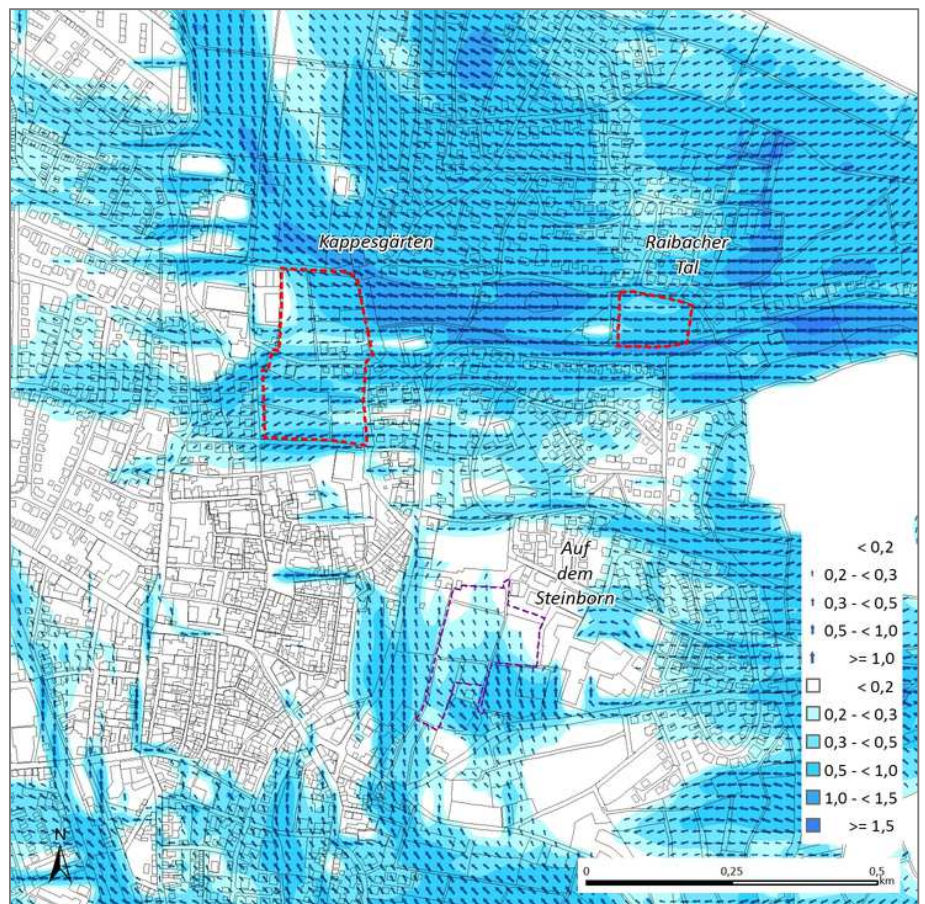 Kappesgärten
Raibacher
Tal
Auf
dem
Steinborn
< 0,2
0,2 - < 0,3
0,3 - < 0,5
0,5 - < 1,0
>= 1,0
< 0,2
0,2 - < 0,3
0,3 - < 0,5
0,5 - < 1,0
1,0 - < 1,5
>= 1,5
N
0 0,25 0,5
km